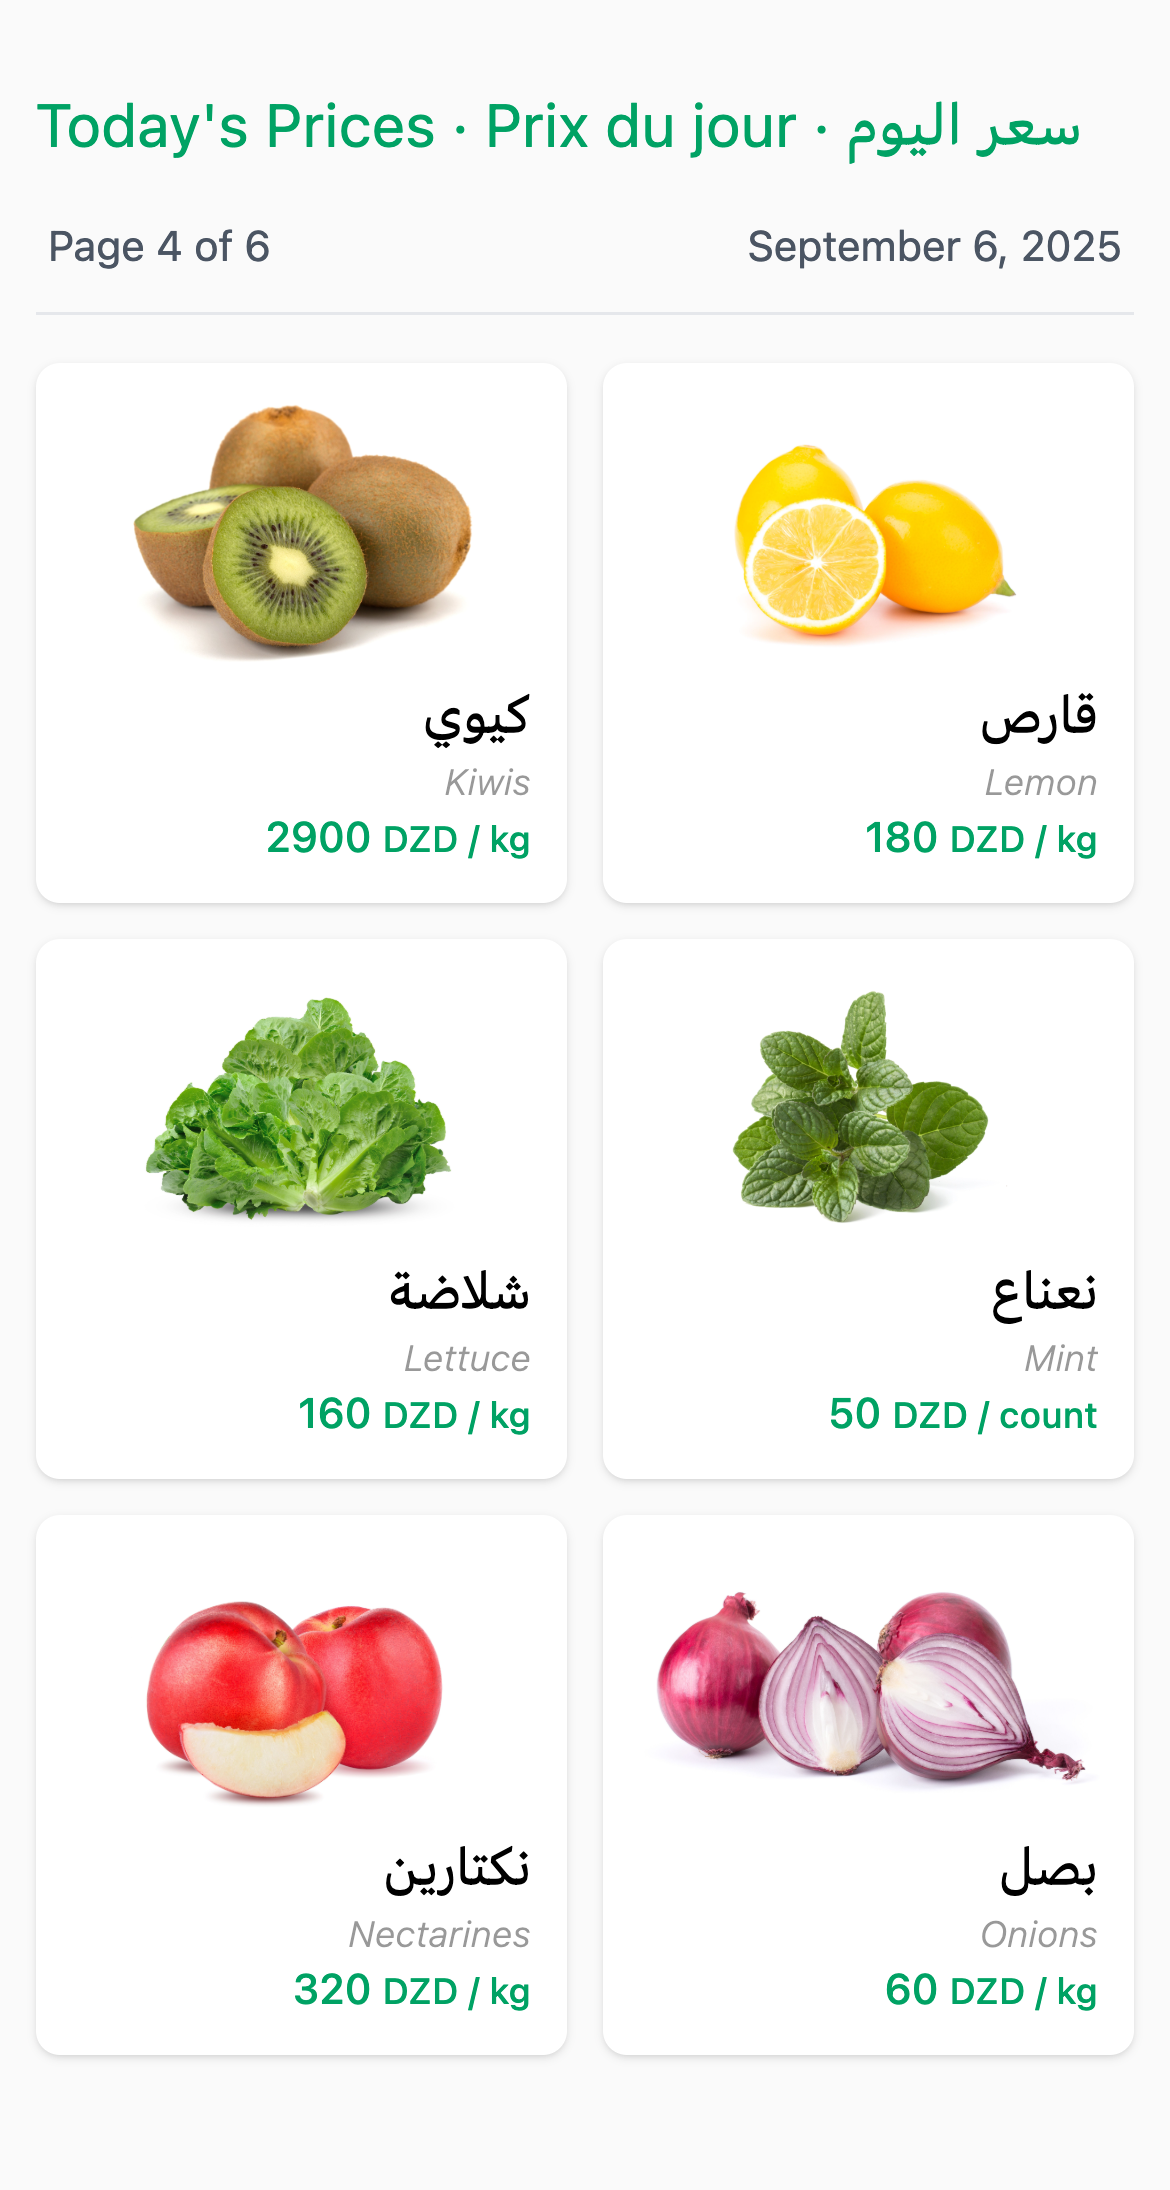 Today's Prices · Prix du jour · سعر اليوم
Page 4 of 6
September 6, 2025
كيوي
Kiwis
2900 DZD / kg
قارص
Lemon
180 DZD / kg
شلاضة
Lettuce
160 DZD / kg
نعناع
Mint
50 DZD / count
نكتارين
Nectarines
320 DZD / kg
بصل
Onions
60 DZD / kg